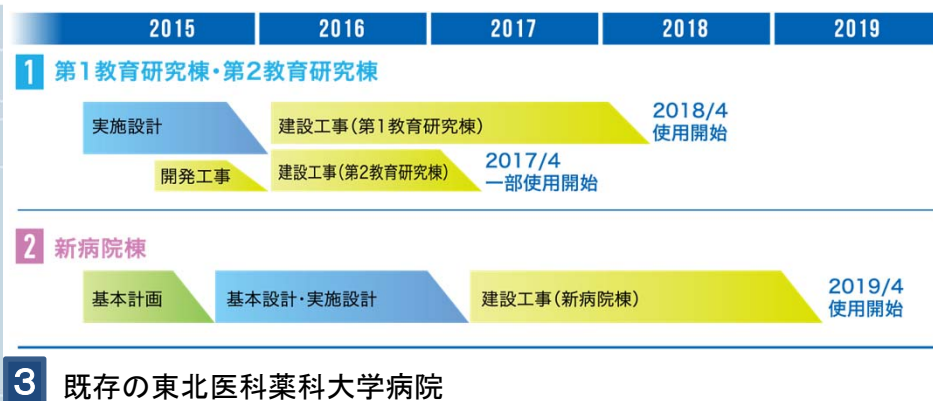 2015 2016 2017 2018 2019
1 第1教育研究棟・第2教育研究棟
実施設計 建設工事(第1教育研究棟) 2018/4
使用開始
開発工事 建設工事(第2教育研究棟) 2017/4
一部使用開始
2 新病院棟
基本計画 基本設計・実施設計 建設工事(新病院棟) 2019/4
使用開始
3 既存の東北医科薬科大学病院